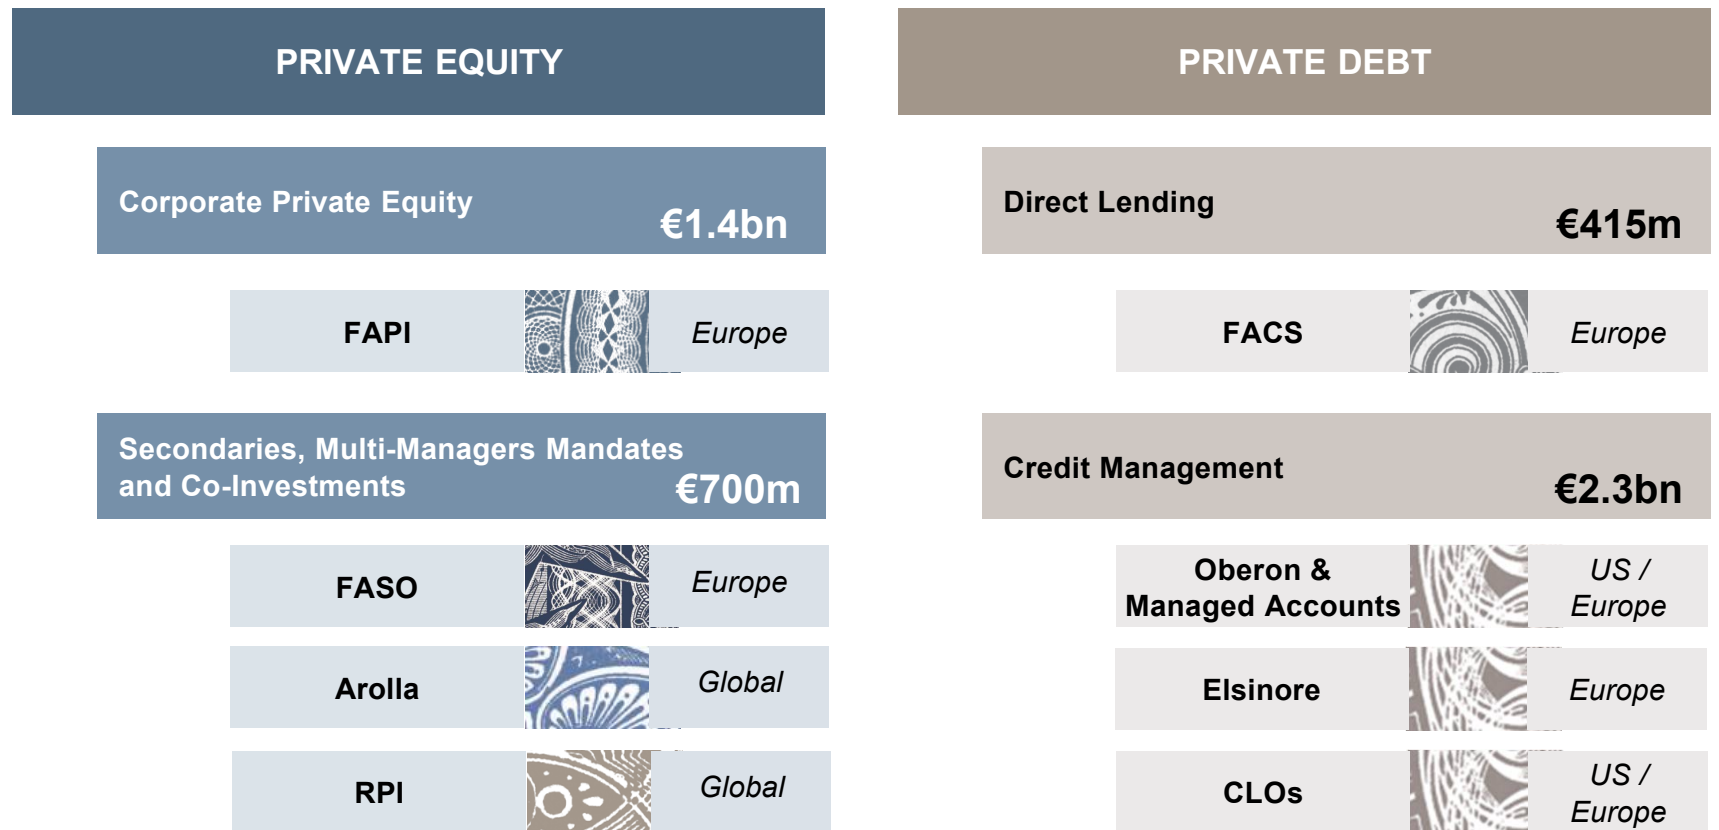 PRIVATE EQUITY
Corporate Private Equity
€1.4bn
FAPI
Europe
Secondaries, Multi-Managers Mandates
and Co-Investments
€700m
FASO
Europe
Arolla
Global
RPI
Global
PRIVATE DEBT
Direct Lending
€415m
FACS
Europe
Credit Management
€2.3bn
Oberon &
Managed Accounts
US /
Europe
Elsinore
Europe
CLOs
US /
Europe